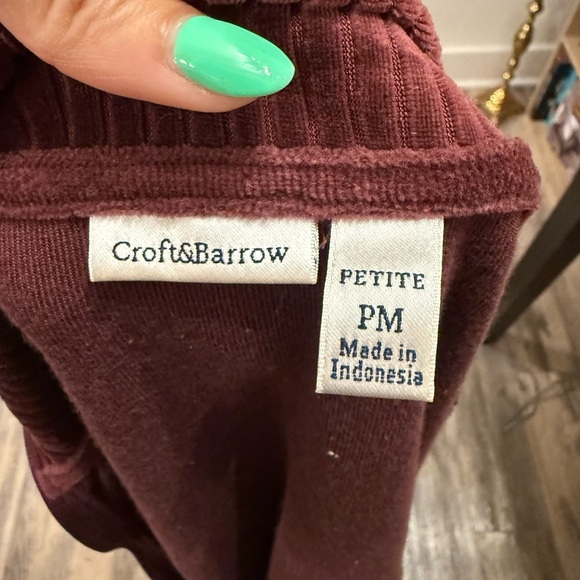 Croft&Barrow
PETITE
PM
Made in
Indonesia